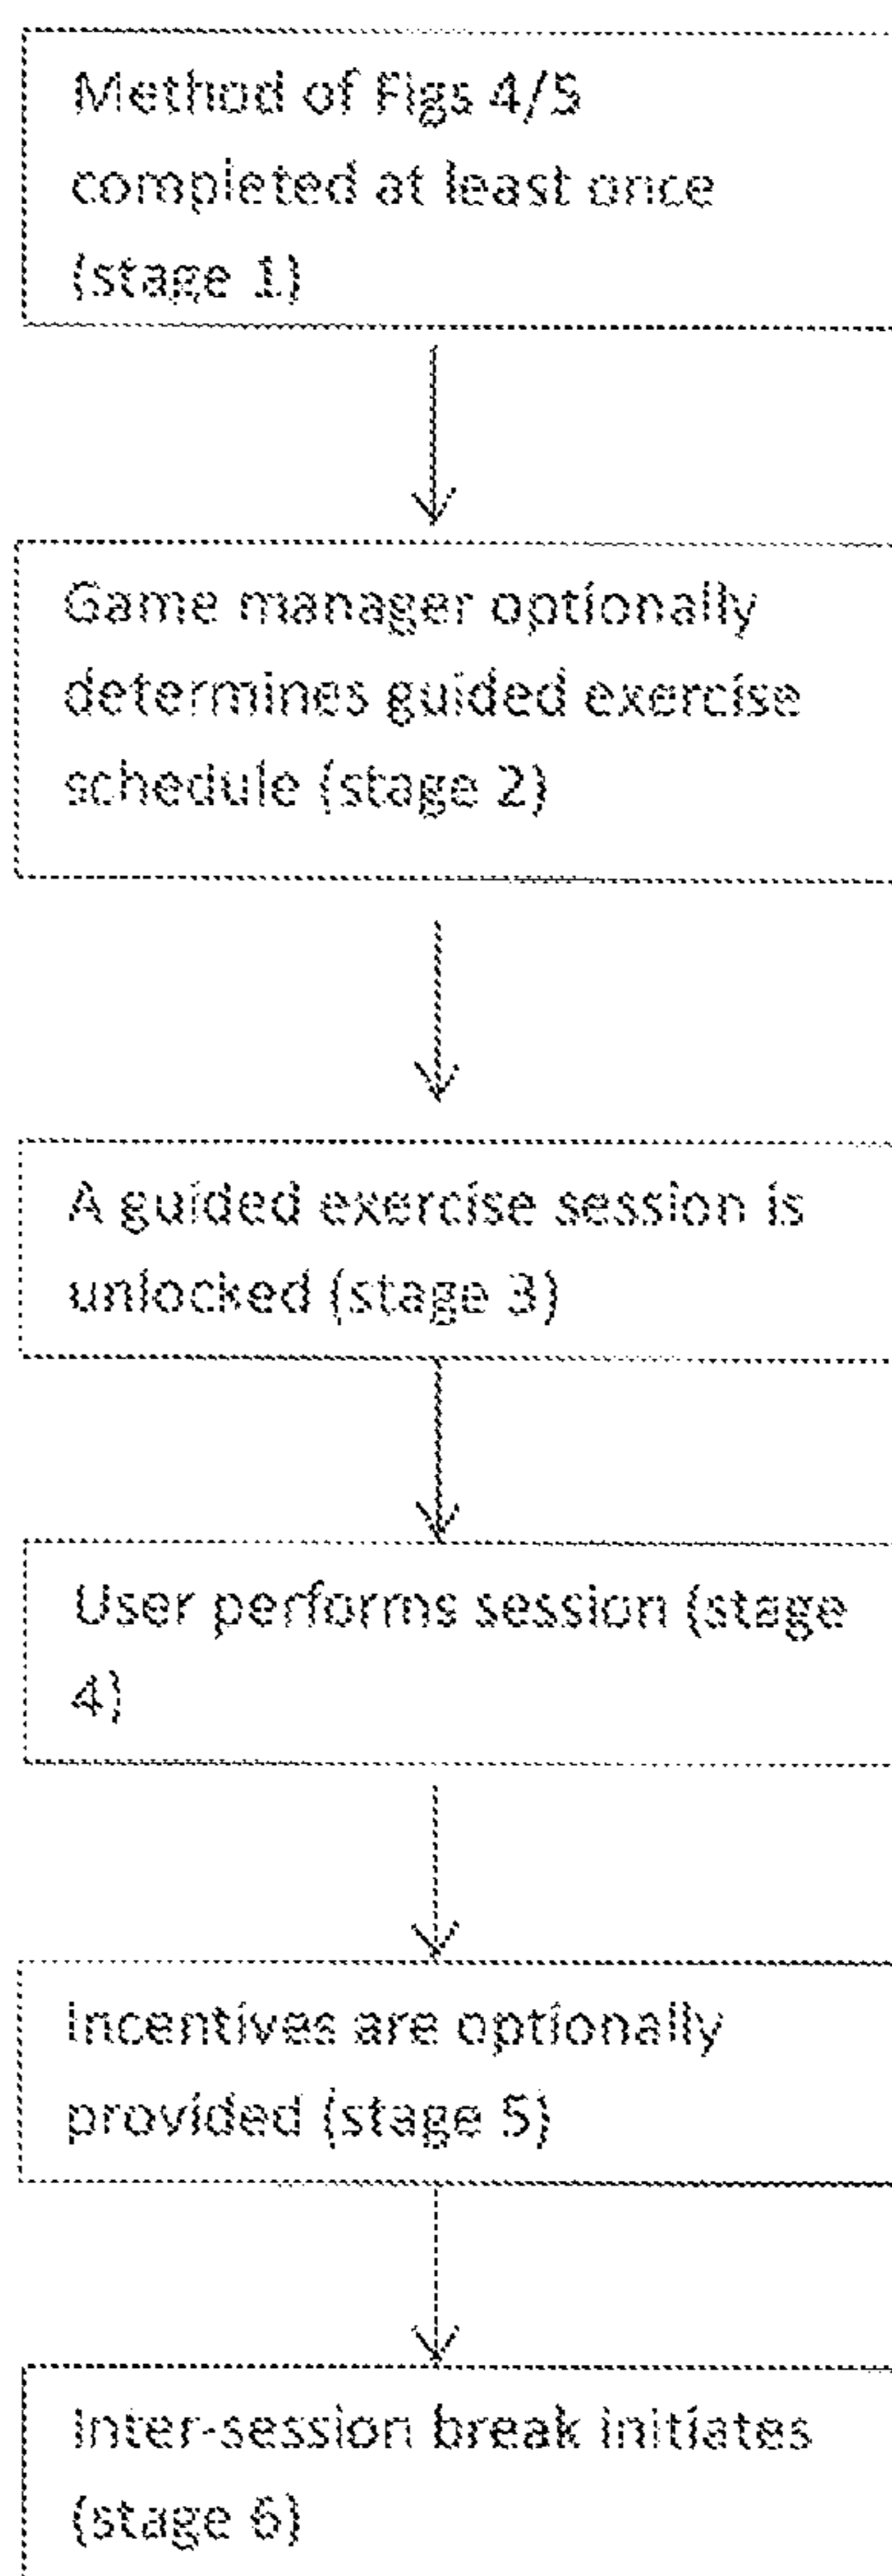 Method of Figs 4/5
completed at least once
(stage 1)
Game manager optionally
determines guided exercise
schedule (stage 2)
A guided exercise session is
unlocked (stage 3)
User performs session (stage
4)
Incentives are optionally
provided (stage 5)
Inter-session break initiates
(stage 6)